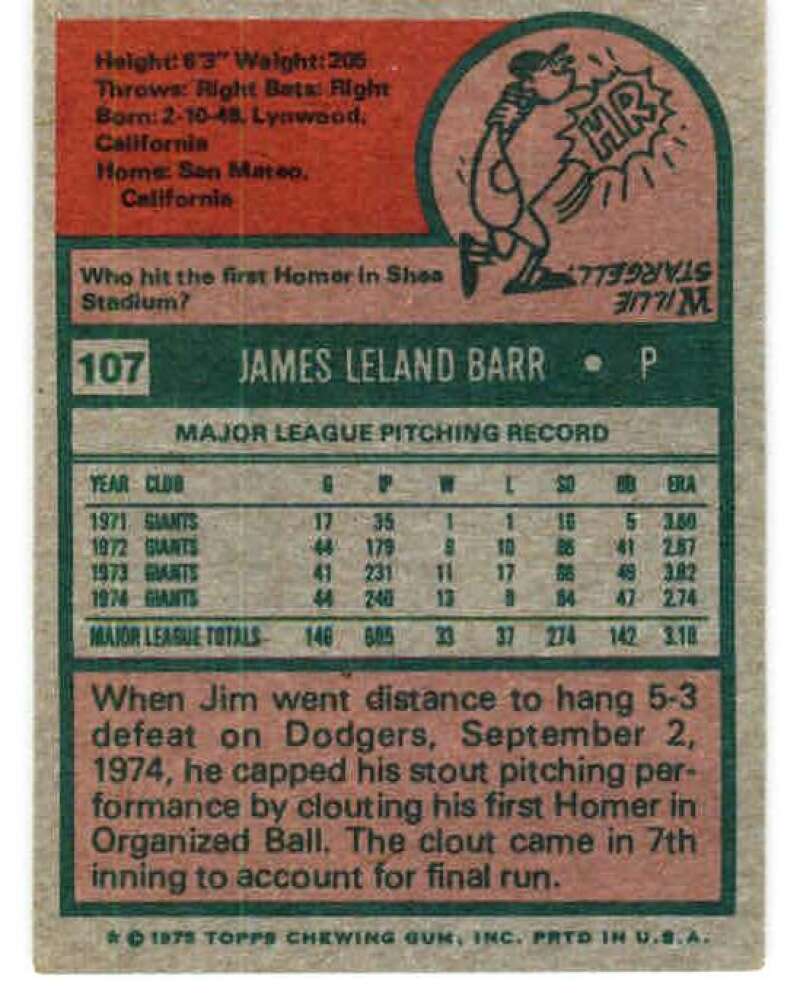 Height: 6'3" Weight: 205
Throws: Right Bats: Right
Born: 2-10-48, Lynwood,
California
Home: San Mateo,
California
HR
Who hit the first Homer in Shea
Stadium?
WILLIE
STARGELL.
107 JAMES LELAND BARR • P
MAJOR LEAGUE PITCHING RECORD
YEAR CLUB G IP W L SO BB ERA
1971 GIANTS 17 35 1 1 16 5 3.60
1972 GIANTS 44 179 8 10 86 41 2.87
1973 GIANTS 41 231 11 17 88 49 3.82
1974 GIANTS 44 240 13 9 84 47 2.74
MAJOR LEAGUE TOTALS 146 685 33 37 274 142 3.18
When Jim went distance to hang 5-3
defeat on Dodgers, September 2,
1974, he capped his stout pitching per-
formance by clouting his first Homer in
Organized Ball. The clout came in 7th
inning to account for final run.
* © 1975 TOPPS CHEWING GUM, INC. PRTD IN U.S.A.